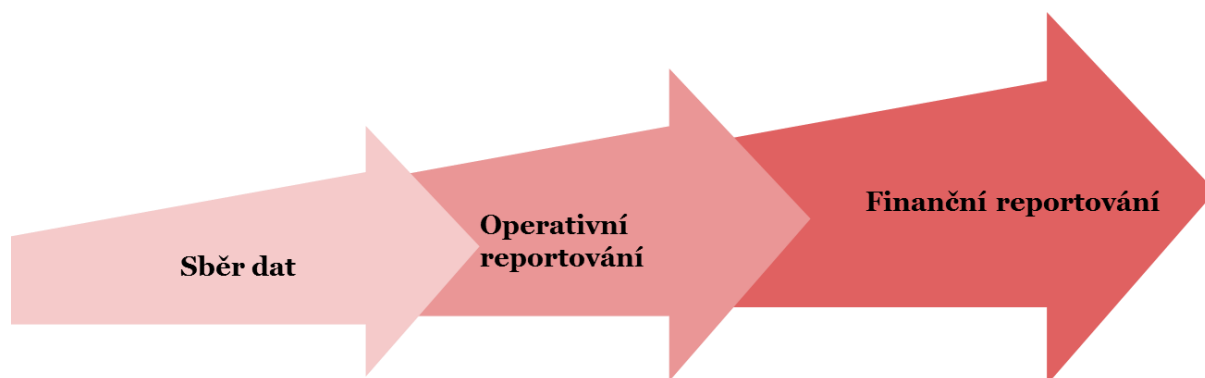 Sběr dat
Operativní
reportování
Finanční reportování